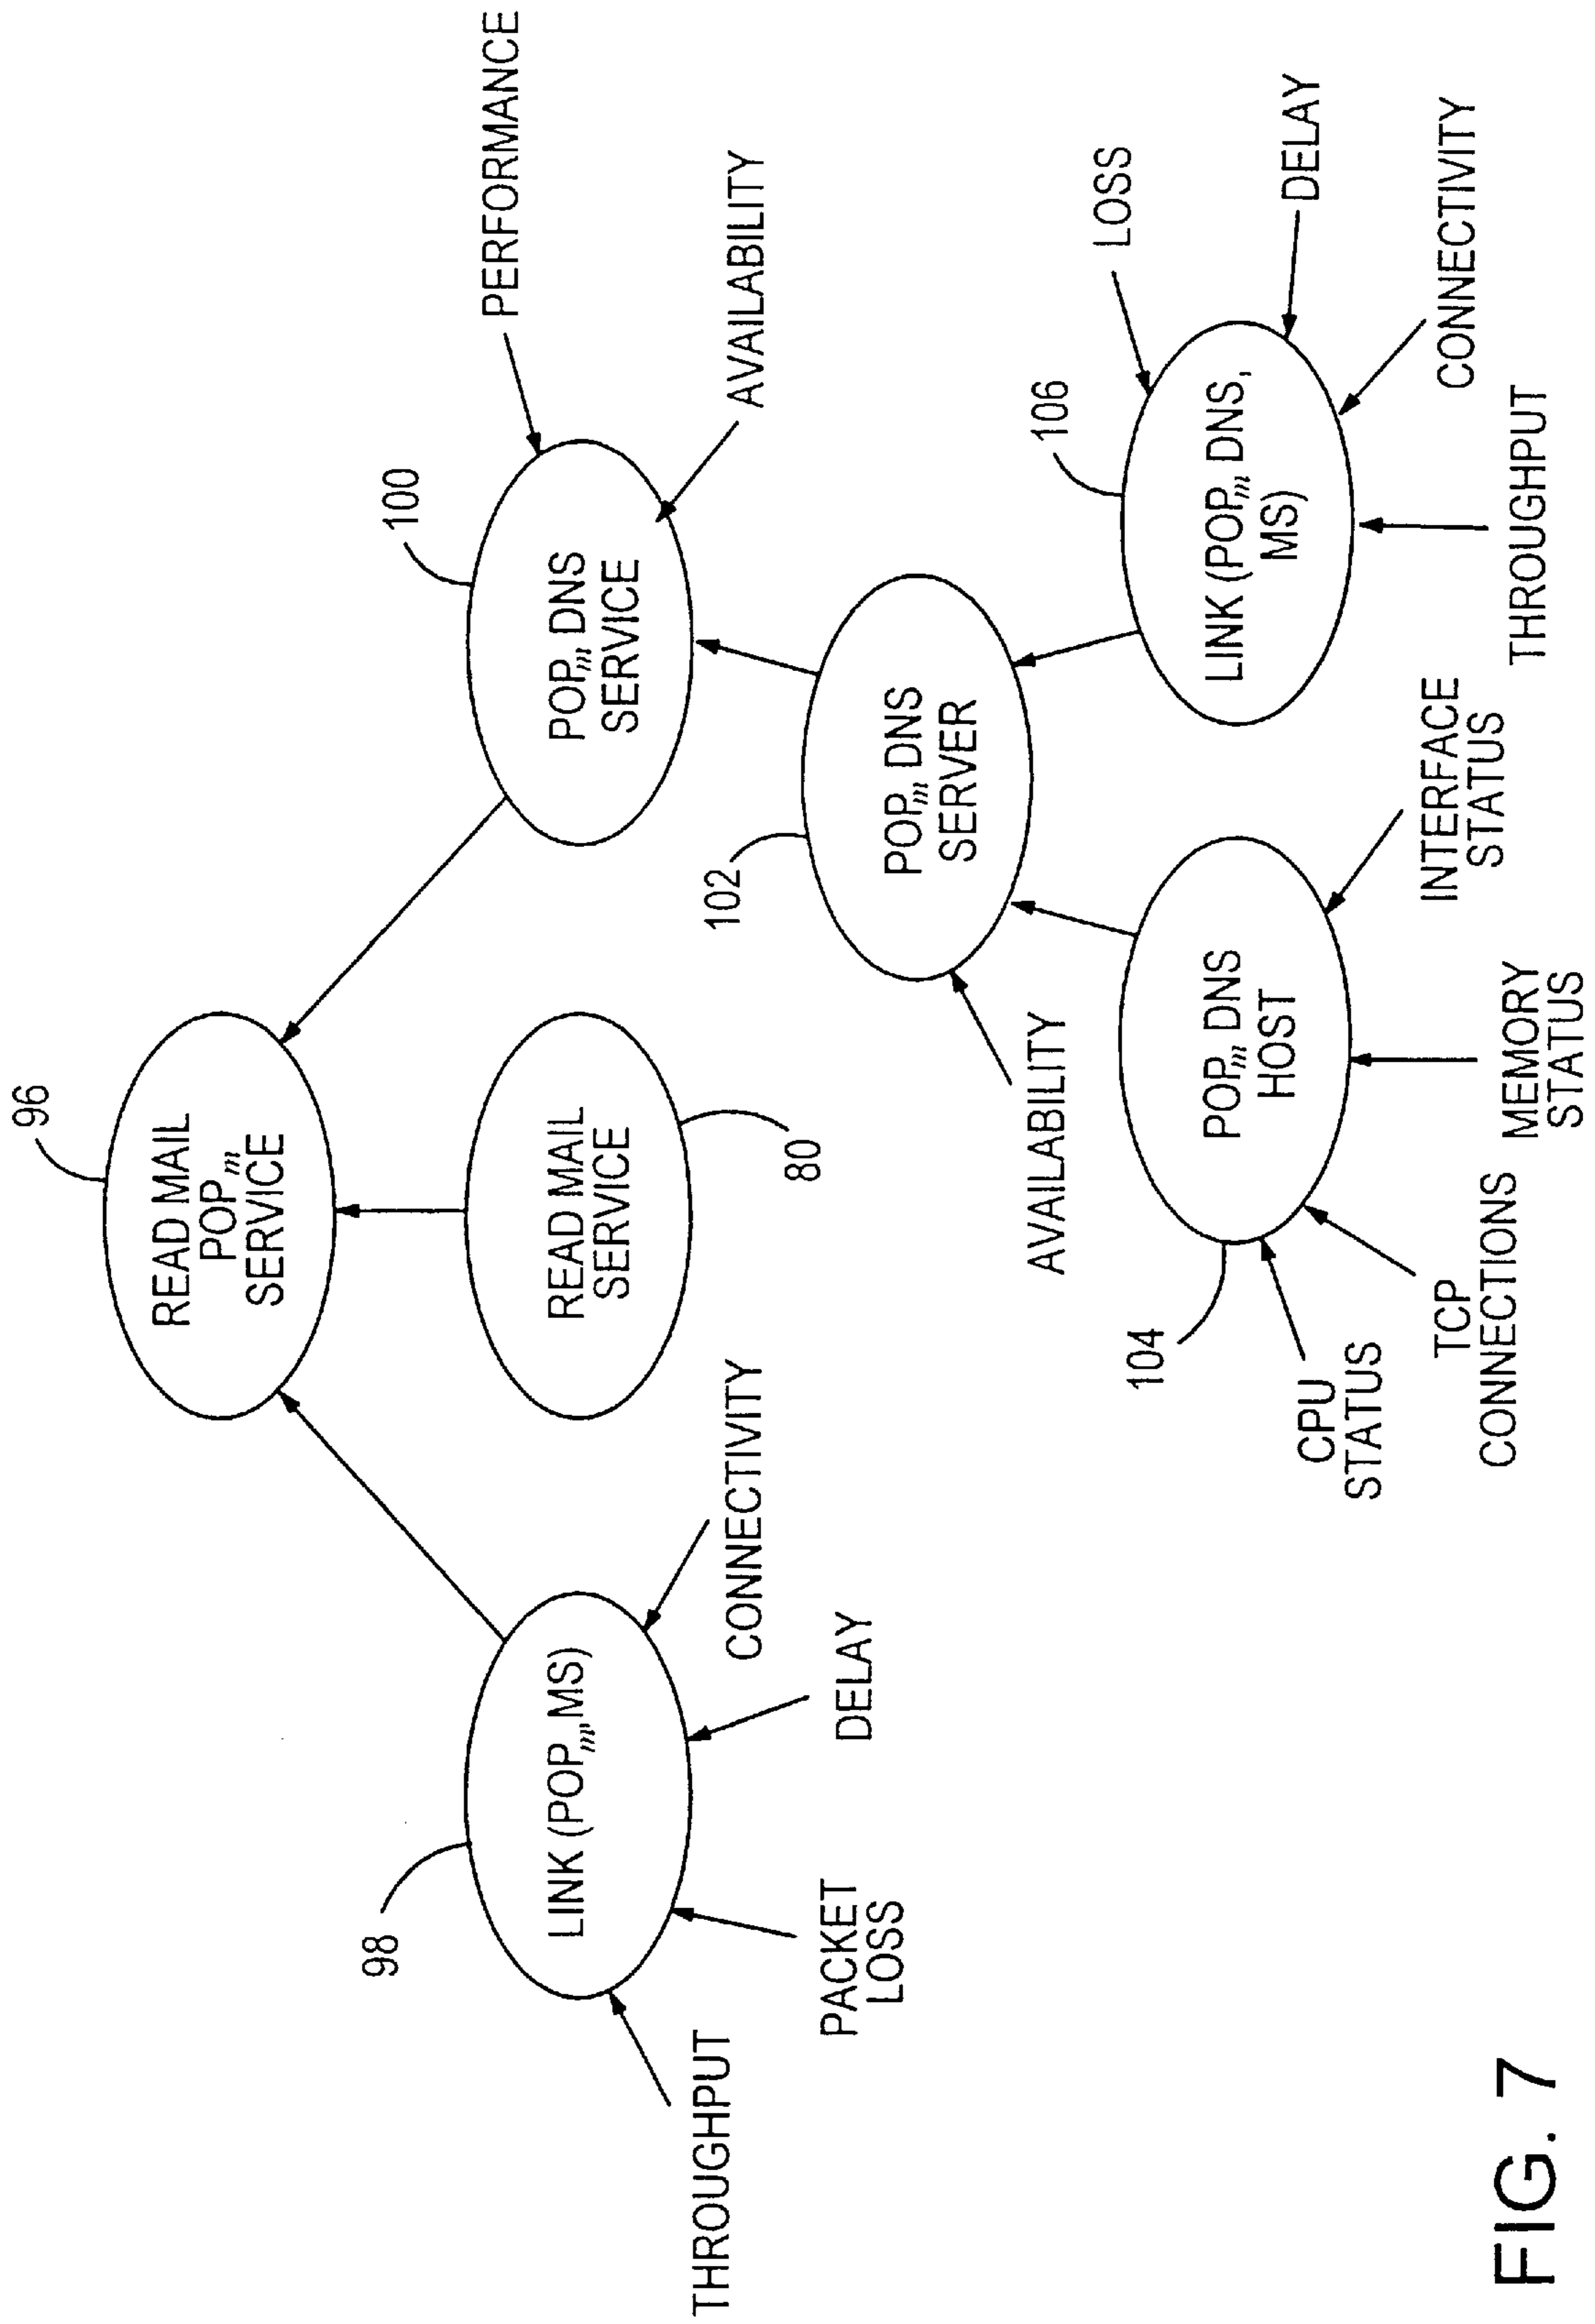 96
READ MAIL
POPm
SERVICE
98
LINK (POPm,MS)
THROUGHPUT
PACKET
LOSS
DELAY
CONNECTIVITY
READ MAIL
SERVICE
80
100
POPm DNS
SERVICE
PERFORMANCE
AVAILABILITY
102
POPm DNS
SERVER
AVAILABILITY
104
POPm DNS
HOST
CPU
STATUS
TCP
CONNECTIONS
MEMORY
STATUS
INTERFACE
STATUS
106
LINK (POPm DNS,
MS)
LOSS
DELAY
CONNECTIVITY
THROUGHPUT
FIG. 7